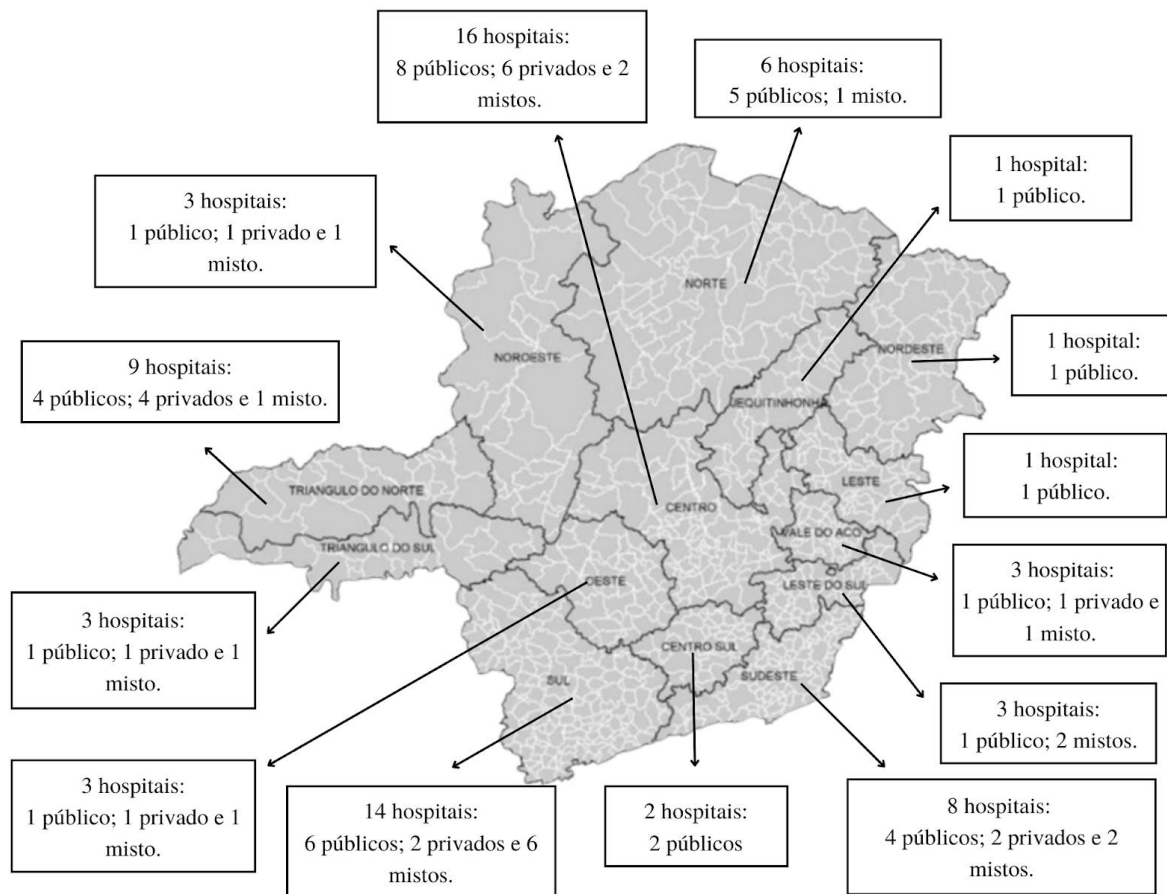 16 hospitais:
8 públicos; 6 privados e 2
mistos.
6 hospitais:
5 públicos; 1 misto.
1 hospital:
1 público.
3 hospitais:
1 público; 1 privado e 1
misto.
1 hospital:
1 público.
9 hospitais:
4 públicos; 4 privados e 1 misto.
1 hospital:
1 público.
3 hospitais:
1 público; 1 privado e
1 misto.
3 hospitais:
1 público; 1 privado e 1
misto.
3 hospitais:
1 público; 2 mistos.
3 hospitais:
1 público; 1 privado e 1
misto.
14 hospitais:
6 públicos; 2 privados e 6
mistos.
2 hospitais:
2 públicos
8 hospitais:
4 públicos; 2 privados e 2
mistos.
NORTE
NOROESTE
NORDESTE
JEQUITINHONHA
LESTE
TRIANGULO DO NORTE
CENTRO
VALE DO AÇO
TRIANGULO DO SUL
OESTE
LESTE DO SUL
CENTRO SUL
SUL
SUDESTE